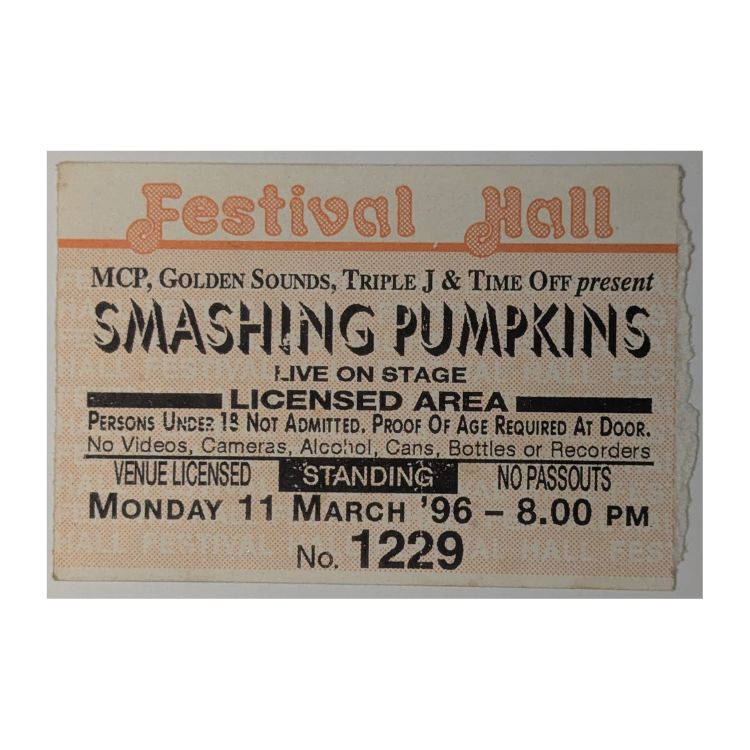 Festival Hall
MCP, GOLDEN SOUNDS, TRIPLE J & TIME OFF present
SMASHING PUMPKINS
LIVE ON STAGE
LICENSED AREA
PERSONS UNDER 18 NOT ADMITTED. PROOF OF AGE REQUIRED AT DOOR.
No Videos, Cameras, Alcohol, Cans, Bottles or Recorders
VENUE LICENSED STANDING NO PASSOUTS
MONDAY 11 MARCH '96 – 8.00 PM
No. 1229